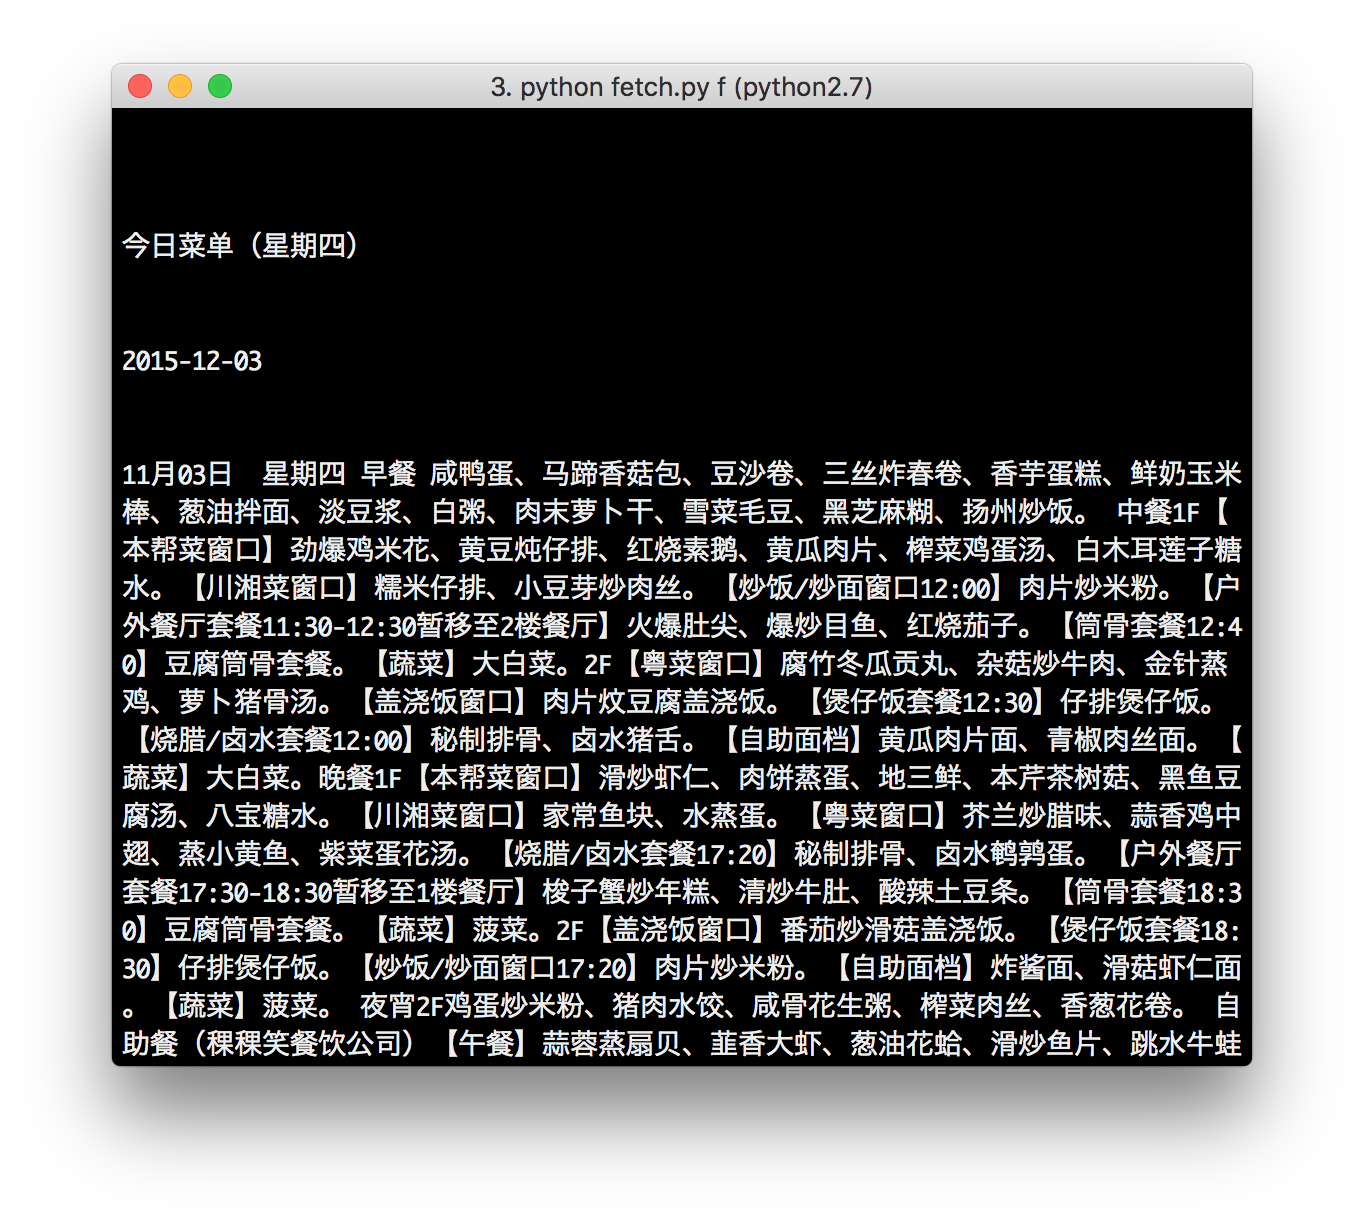 3. python fetch.py f (python2.7)
今日菜单（星期四）
2015-12-03
11月03日　星期四 早餐 咸鸭蛋、马蹄香菇包、豆沙卷、三丝炸春卷、香芋蛋糕、鲜奶玉米
棒、葱油拌面、淡豆浆、白粥、肉末萝卜干、雪菜毛豆、黑芝麻糊、扬州炒饭。 中餐1F【
本帮菜窗口】劲爆鸡米花、黄豆炖仔排、红烧素鹅、黄瓜肉片、榨菜鸡蛋汤、白木耳莲子糖
水。【川湘菜窗口】糯米仔排、小豆芽炒肉丝。【炒饭/炒面窗口12:00】肉片炒米粉。【户
外餐厅套餐11:30-12:30暂移至2楼餐厅】火爆肚尖、爆炒目鱼、红烧茄子。【筒骨套餐12:4
0】豆腐筒骨套餐。【蔬菜】大白菜。2F【粤菜窗口】腐竹冬瓜贡丸、杂菇炒牛肉、金针蒸
鸡、萝卜猪骨汤。【盖浇饭窗口】肉片炆豆腐盖浇饭。【煲仔饭套餐12:30】仔排煲仔饭。
【烧腊/卤水套餐12:00】秘制排骨、卤水猪舌。【自助面档】黄瓜肉片面、青椒肉丝面。【
蔬菜】大白菜。晚餐1F【本帮菜窗口】滑炒虾仁、肉饼蒸蛋、地三鲜、本芹茶树菇、黑鱼豆
腐汤、八宝糖水。【川湘菜窗口】家常鱼块、水蒸蛋。【粤菜窗口】芥兰炒腊味、蒜香鸡中
翅、蒸小黄鱼、紫菜蛋花汤。【烧腊/卤水套餐17:20】秘制排骨、卤水鹌鹑蛋。【户外餐厅
套餐17:30-18:30暂移至1楼餐厅】梭子蟹炒年糕、清炒牛肚、酸辣土豆条。【筒骨套餐18:3
0】豆腐筒骨套餐。【蔬菜】菠菜。2F【盖浇饭窗口】番茄炒滑菇盖浇饭。【煲仔饭套餐18:
30】仔排煲仔饭。【炒饭/炒面窗口17:20】肉片炒米粉。【自助面档】炸酱面、滑菇虾仁面
。【蔬菜】菠菜。 夜宵2F鸡蛋炒米粉、猪肉水饺、咸骨花生粥、榨菜肉丝、香葱花卷。 自
助餐（稞稞笑餐饮公司）【午餐】蒜蓉蒸扇贝、韮香大虾、葱油花蛤、滑炒鱼片、跳水牛蛙